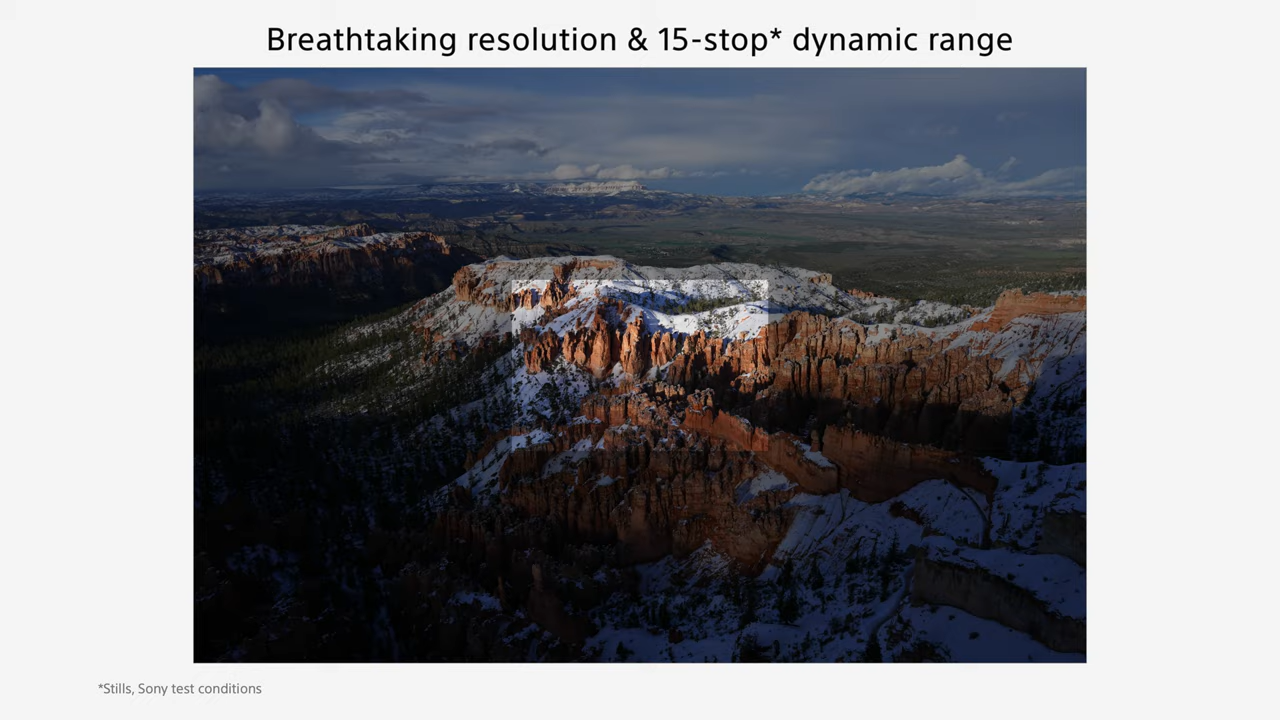 Breathtaking resolution & 15-stop* dynamic range
*Stills, Sony test conditions